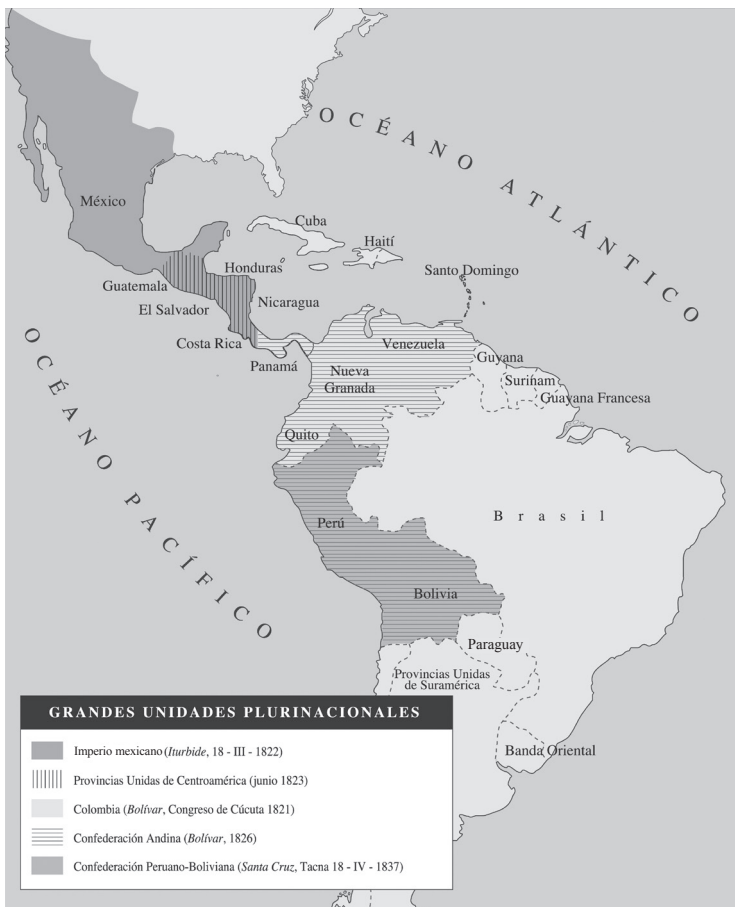 OCÉANO ATLÁNTICO
México
Cuba
Haití
Santo Domingo
Honduras
Guatemala
Nicaragua
El Salvador
Costa Rica
Panamá
Venezuela
Guyana
Nueva
Granada
Surinam
Guayana Francesa
Quito
OCÉANO PACÍFICO
Perú
Brasil
Bolivia
Paraguay
Provincias Unidas
de Suramérica
Banda Oriental
GRANDES UNIDADES PLURINACIONALES
Imperio mexicano (Iturbide, 18 - III - 1822)
Provincias Unidas de Centroamérica (junio 1823)
Colombia (Bolívar, Congreso de Cúcuta 1821)
Confederación Andina (Bolívar, 1826)
Confederación Peruano-Boliviana (Santa Cruz, Tacna 18 - IV - 1837)